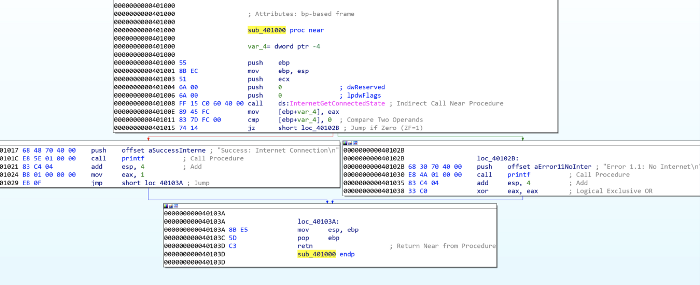 0000000000401000
0000000000401000
0000000000401000 ; Attributes: bp-based frame
0000000000401000
0000000000401000 sub_401000 proc near
0000000000401000
0000000000401000 var_4= dword ptr -4
0000000000401000
0000000000401000 55 push ebp
0000000000401001 8B EC mov ebp, esp
0000000000401003 51 push ecx
0000000000401004 6A 00 push 0 ; dwReserved
0000000000401006 6A 00 push 0 ; lpdwFlags
0000000000401008 FF 15 C0 60 40 00 call ds:InternetGetConnectedState ; Indirect Call Near Procedure
000000000040100E 89 45 FC mov [ebp+var_4], eax
0000000000401011 83 7D FC 00 cmp [ebp+var_4], 0 ; Compare Two Operands
0000000000401015 74 14 jz short loc_40102B ; Jump if Zero (ZF=1)
01017 68 48 70 40 00 push offset aSuccessInterne ; "Success: Internet Connection\n"
0101C E8 5E 01 00 00 call printf ; Call Procedure
01021 83 C4 04 add esp, 4 ; Add
01024 B8 01 00 00 00 mov eax, 1
01029 EB 0F jmp short loc_40103A ; Jump
000000000040102B
000000000040102B loc_40102B:
000000000040102B 68 30 70 40 00 push offset aError11NoInter ; "Error 1.1: No Internet\n"
0000000000401030 E8 4A 01 00 00 call printf ; Call Procedure
0000000000401035 83 C4 04 add esp, 4 ; Add
0000000000401038 33 C0 xor eax, eax ; Logical Exclusive OR
000000000040103A
000000000040103A loc_40103A:
000000000040103A 8B E5 mov esp, ebp
000000000040103C 5D pop ebp
000000000040103D C3 retn ; Return Near from Procedure
000000000040103D sub_401000 endp
000000000040103D